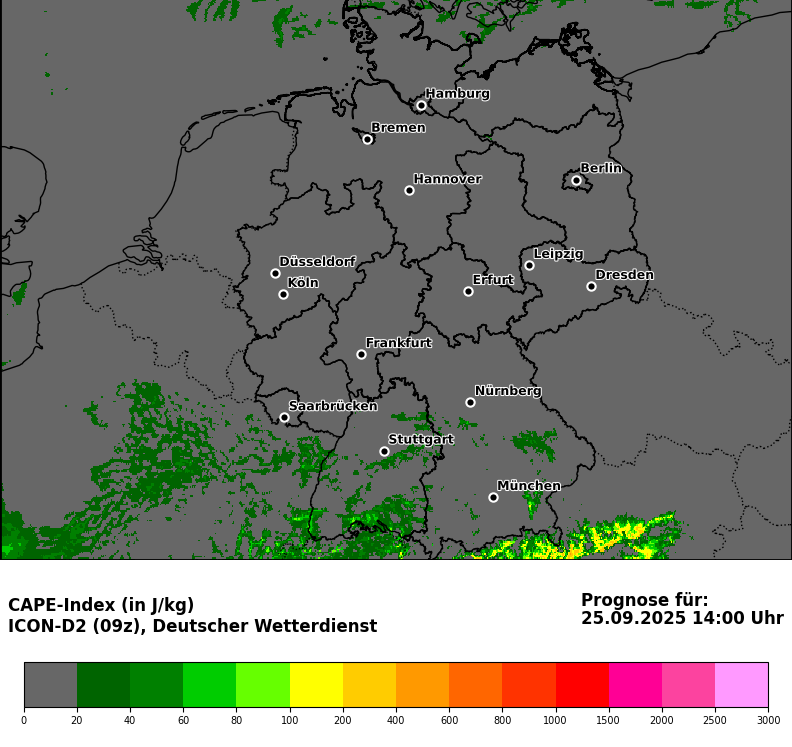 Hamburg
Bremen
Berlin
Hannover
Leipzig
Düsseldorf
Dresden
Köln
Erfurt
Frankfurt
Nürnberg
Saarbrücken
Stuttgart
München
CAPE-Index (in J/kg)
ICON-D2 (09z), Deutscher Wetterdienst
Prognose für:
25.09.2025 14:00 Uhr
0 20 40 60 80 100 200 400 600 800 1000 1500 2000 2500 3000